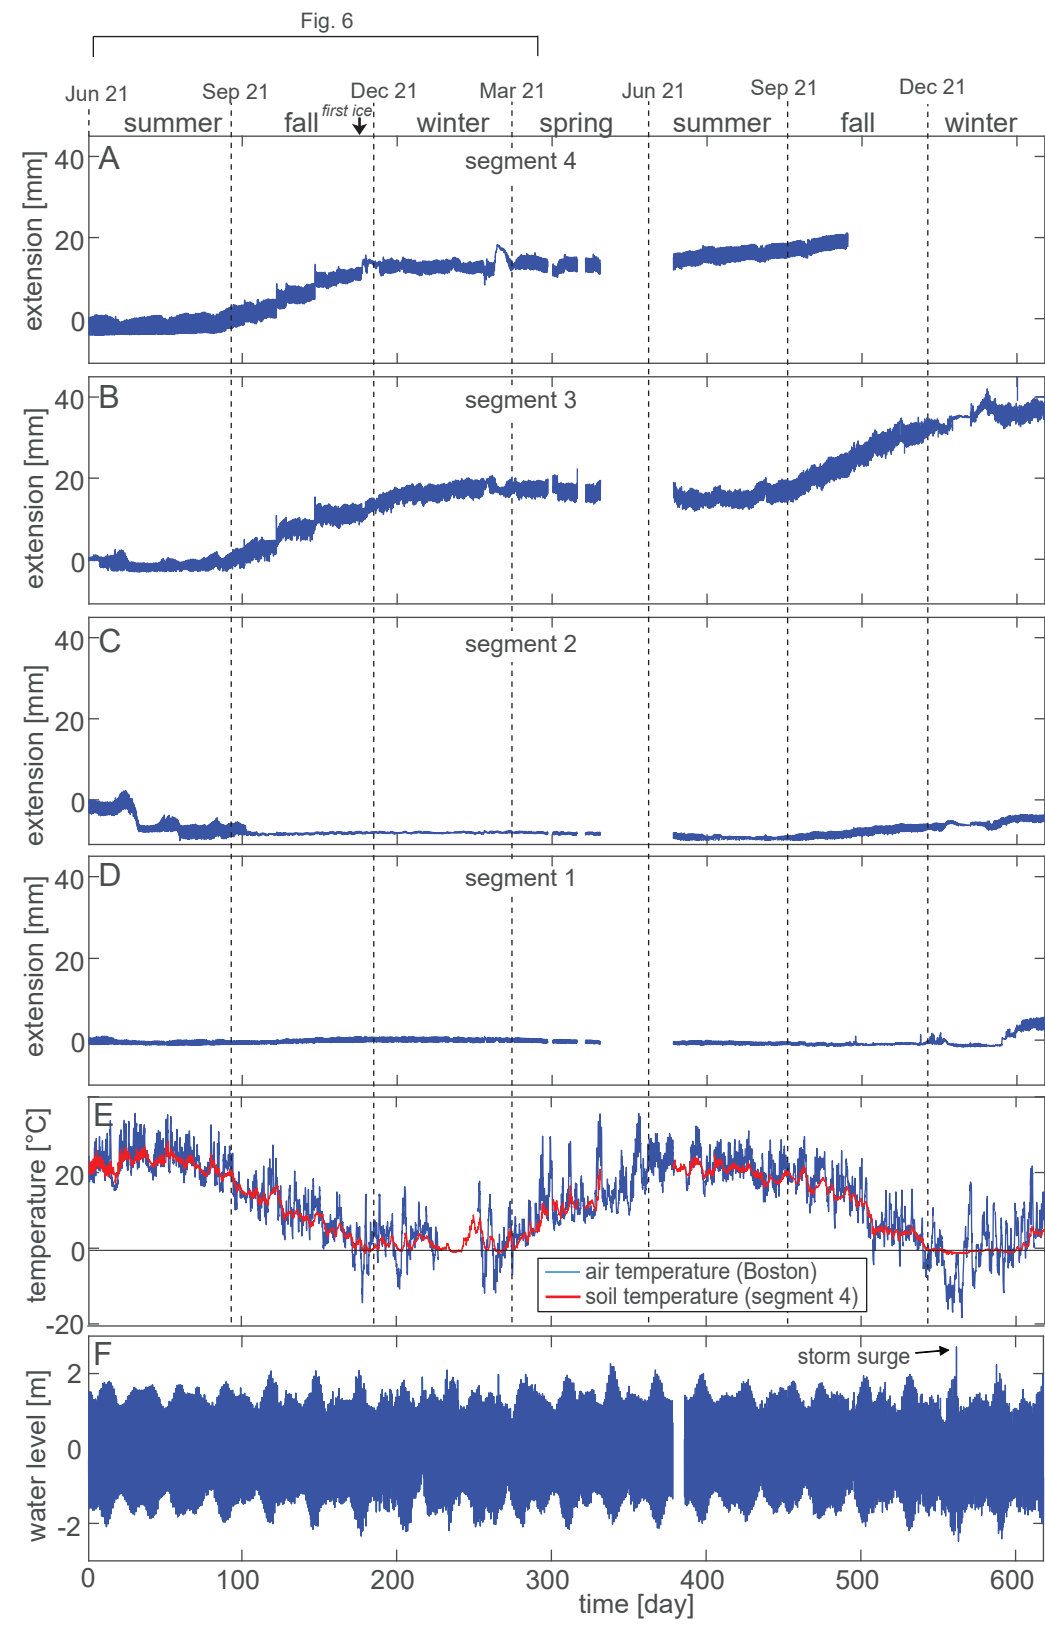 Fig. 6
Jun 21 Sep 21 Dec 21 Mar 21 Jun 21 Sep 21 Dec 21
first ice
summer fall winter spring summer fall winter
A segment 4
extension [mm]
40
20
0
B segment 3
extension [mm]
40
20
0
C segment 2
extension [mm]
40
20
0
D segment 1
extension [mm]
40
20
0
E
temperature [°C]
20
0
-20
air temperature (Boston)
soil temperature (segment 4)
F
storm surge
water level [m]
2
0
-2
0 100 200 300 400 500 600
time [day]